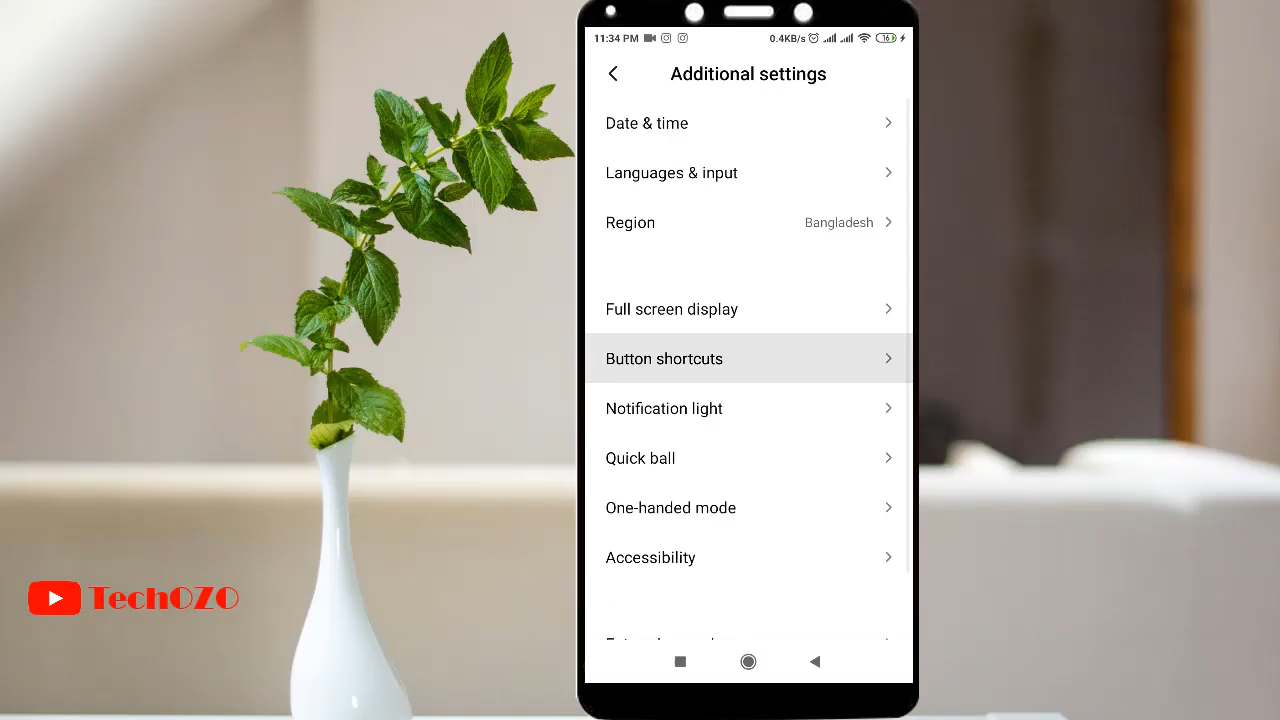 11:34 PM
0.4KB/s
16
Additional settings
Date & time
Languages & input
Region
Bangladesh
Full screen display
Button shortcuts
Notification light
Quick ball
One-handed mode
Accessibility
TechOZO